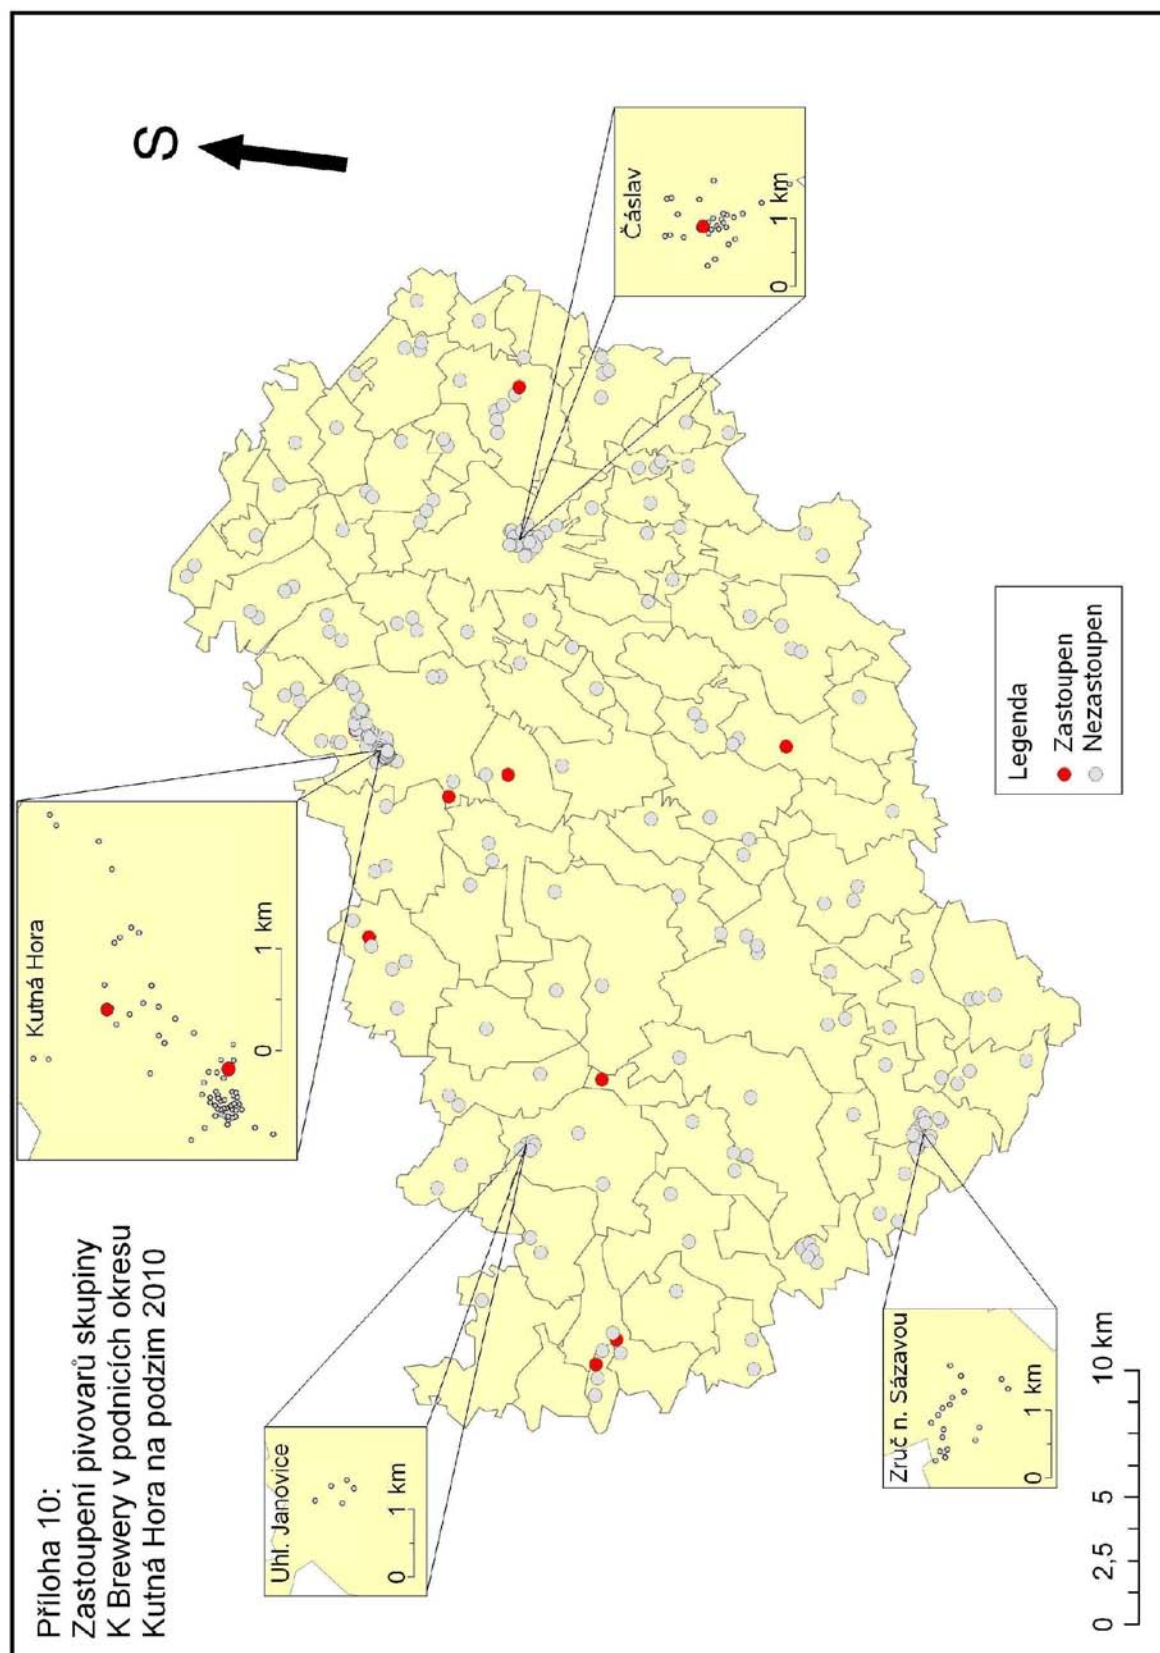 Příloha 10:
Zastoupení pivovarů skupiny
K Brewery v podnicích okresu
Kutná Hora na podzim 2010
S
Kutná Hora
0 1 km
Čáslav
0 1 km
Uhl. Janovice
0 1 km
Zruč n. Sázavou
0 1 km
Legenda
Zastoupen
Nezastoupen
0 2,5 5 10 km